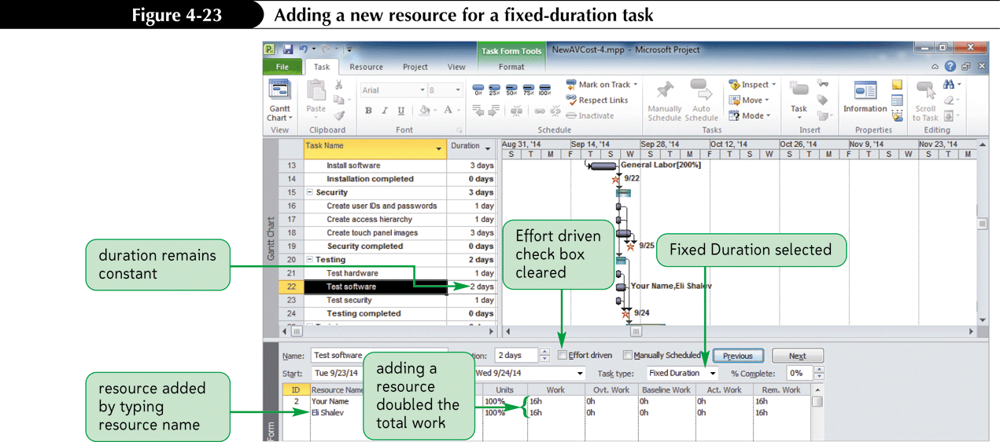 Figure 4-23 Adding a new resource for a fixed-duration task
Task Form Tools NewAVCost-4.mpp - Microsoft Project
File Task Resource Project View Format
Gantt Chart
View
Paste
Clipboard
Arial 8
B I U A
Font
0% 25% 50% 75% 100%
Mark on Track
Respect Links
Inactivate
Schedule
Manually Schedule
Auto Schedule
Inspect
Move
Mode
Tasks
Task
Insert
Information
Properties
Scroll to Task
Editing
Task Name Duration
Aug 31, '14 Sep 14, '14 Sep 28, '14 Oct 12, '14 Oct 26, '14 Nov 9, '14 Nov 23, '14
S T M F T S W S T M F T S W S T M F T S W S T M
13 Install software 3 days General Labor[200%]
14 Installation completed 0 days 9/22
15 Security 3 days
16 Create user IDs and passwords 1 day
17 Create access hierarchy 1 day
18 Create touch panel images 3 days
19 Security completed 0 days 9/25
20 Testing 2 days
21 Test hardware 1 day
22 Test software 2 days Your Name,Eli Shalev
23 Test security 1 day
24 Testing completed 0 days 9/24
Gantt Chart
duration remains
constant
Effort driven
check box
cleared
Fixed Duration selected
Name: Test software 2 days Effort driven Manually Scheduled Previous Next
Start: Tue 9/23/14 Wed 9/24/14 Task type: Fixed Duration % Complete: 0%
ID Resource Name Units Work Ovt. Work Baseline Work Act. Work Rem. Work
2 Your Name 100% 16h 0h 0h 0h 16h
Eli Shalev 100% 16h 0h 0h 0h 16h
Form
resource added
by typing
resource name
adding a
resource
doubled the
total work